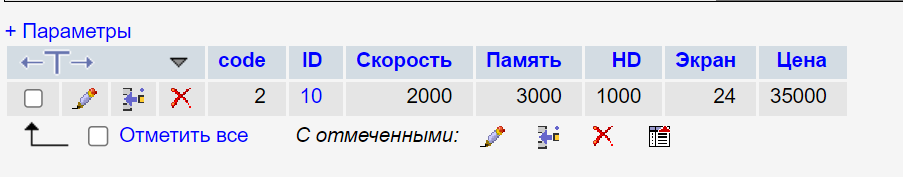 + Параметры
code ID Скорость Память HD Экран Цена
2 10 2000 3000 1000 24 35000
Отметить все С отмеченными: